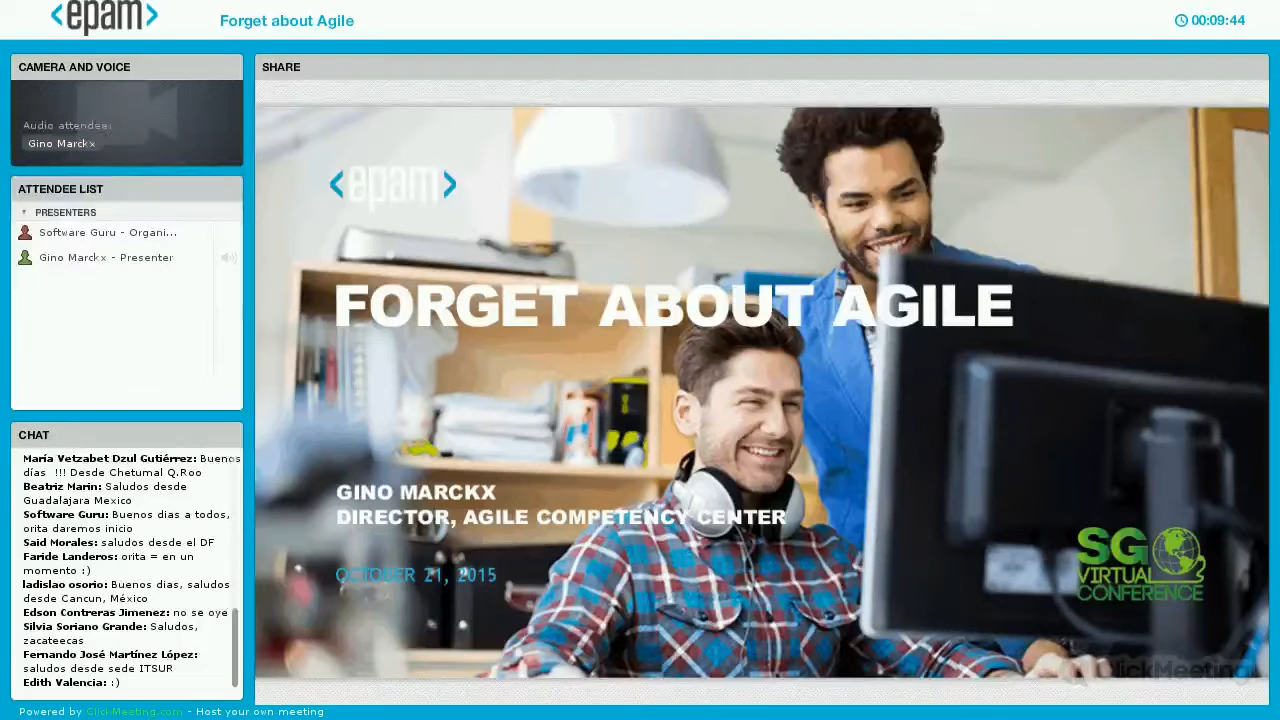 <epam>
Forget about Agile
00:09:44
CAMERA AND VOICE
Audio attendees
Gino Marckx
ATTENDEE LIST
PRESENTERS
Software Guru - Organi...
Gino Marckx - Presenter
CHAT
María Vetzabet Dzul Gutiérrez: Buenos
días !!! Desde Chetumal Q.Roo
Beatriz Marin: Saludos desde
Guadalajara Mexico
Software Guru: Buenos dias a todos,
orita daremos inicio
Said Morales: saludos desde el DF
Faride Landeros: orita = en un
momento :)
ladislao osorio: Buenos dias, saludos
desde Cancun, México
Edson Contreras Jimenez: no se oye
Silvia Soriano Grande: Saludos,
zacateecas
Fernando José Martínez López:
saludos desde sede ITSUR
Edith Valencia: :)
SHARE
<epam>
FORGET ABOUT AGILE
GINO MARCKX
DIRECTOR, AGILE COMPETENCY CENTER
OCTOBER 21, 2015
SG
VIRTUAL
CONFERENCE
ClickMeeting
Powered by ClickMeeting.com - Host your own meeting